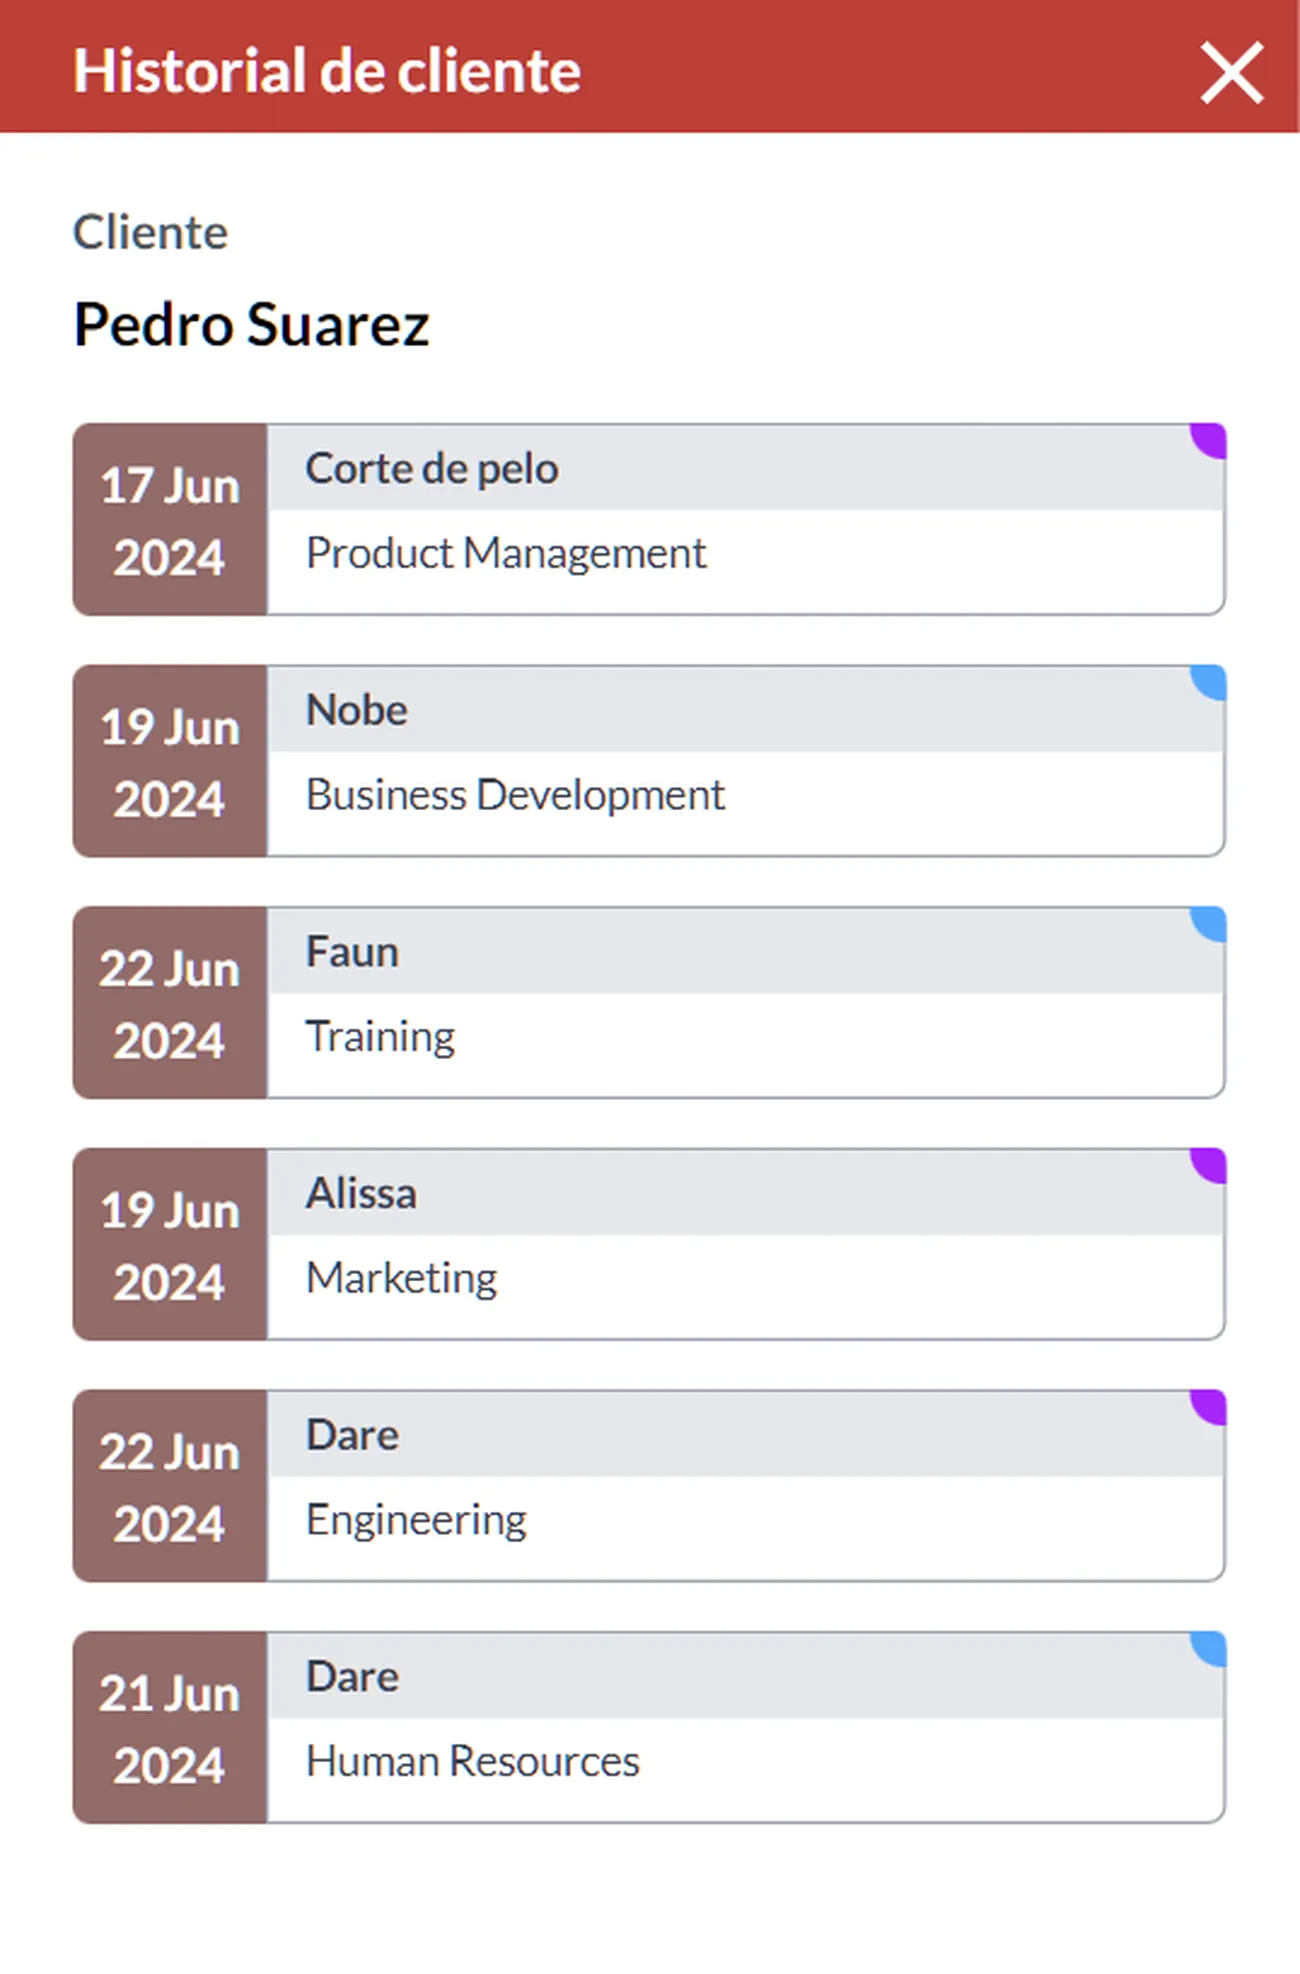 Historial de cliente
Cliente
Pedro Suarez
17 Jun
2024
Corte de pelo
Product Management
19 Jun
2024
Nobe
Business Development
22 Jun
2024
Faun
Training
19 Jun
2024
Alissa
Marketing
22 Jun
2024
Dare
Engineering
21 Jun
2024
Dare
Human Resources